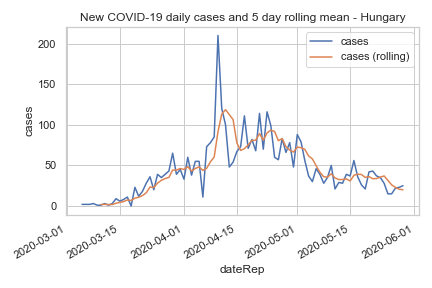 New COVID-19 daily cases and 5 day rolling mean - Hungary
cases
cases (rolling)
200
150
100
50
0
cases
2020-03-01
2020-03-15
2020-04-01
2020-04-15
2020-05-01
2020-05-15
2020-06-01
dateRep